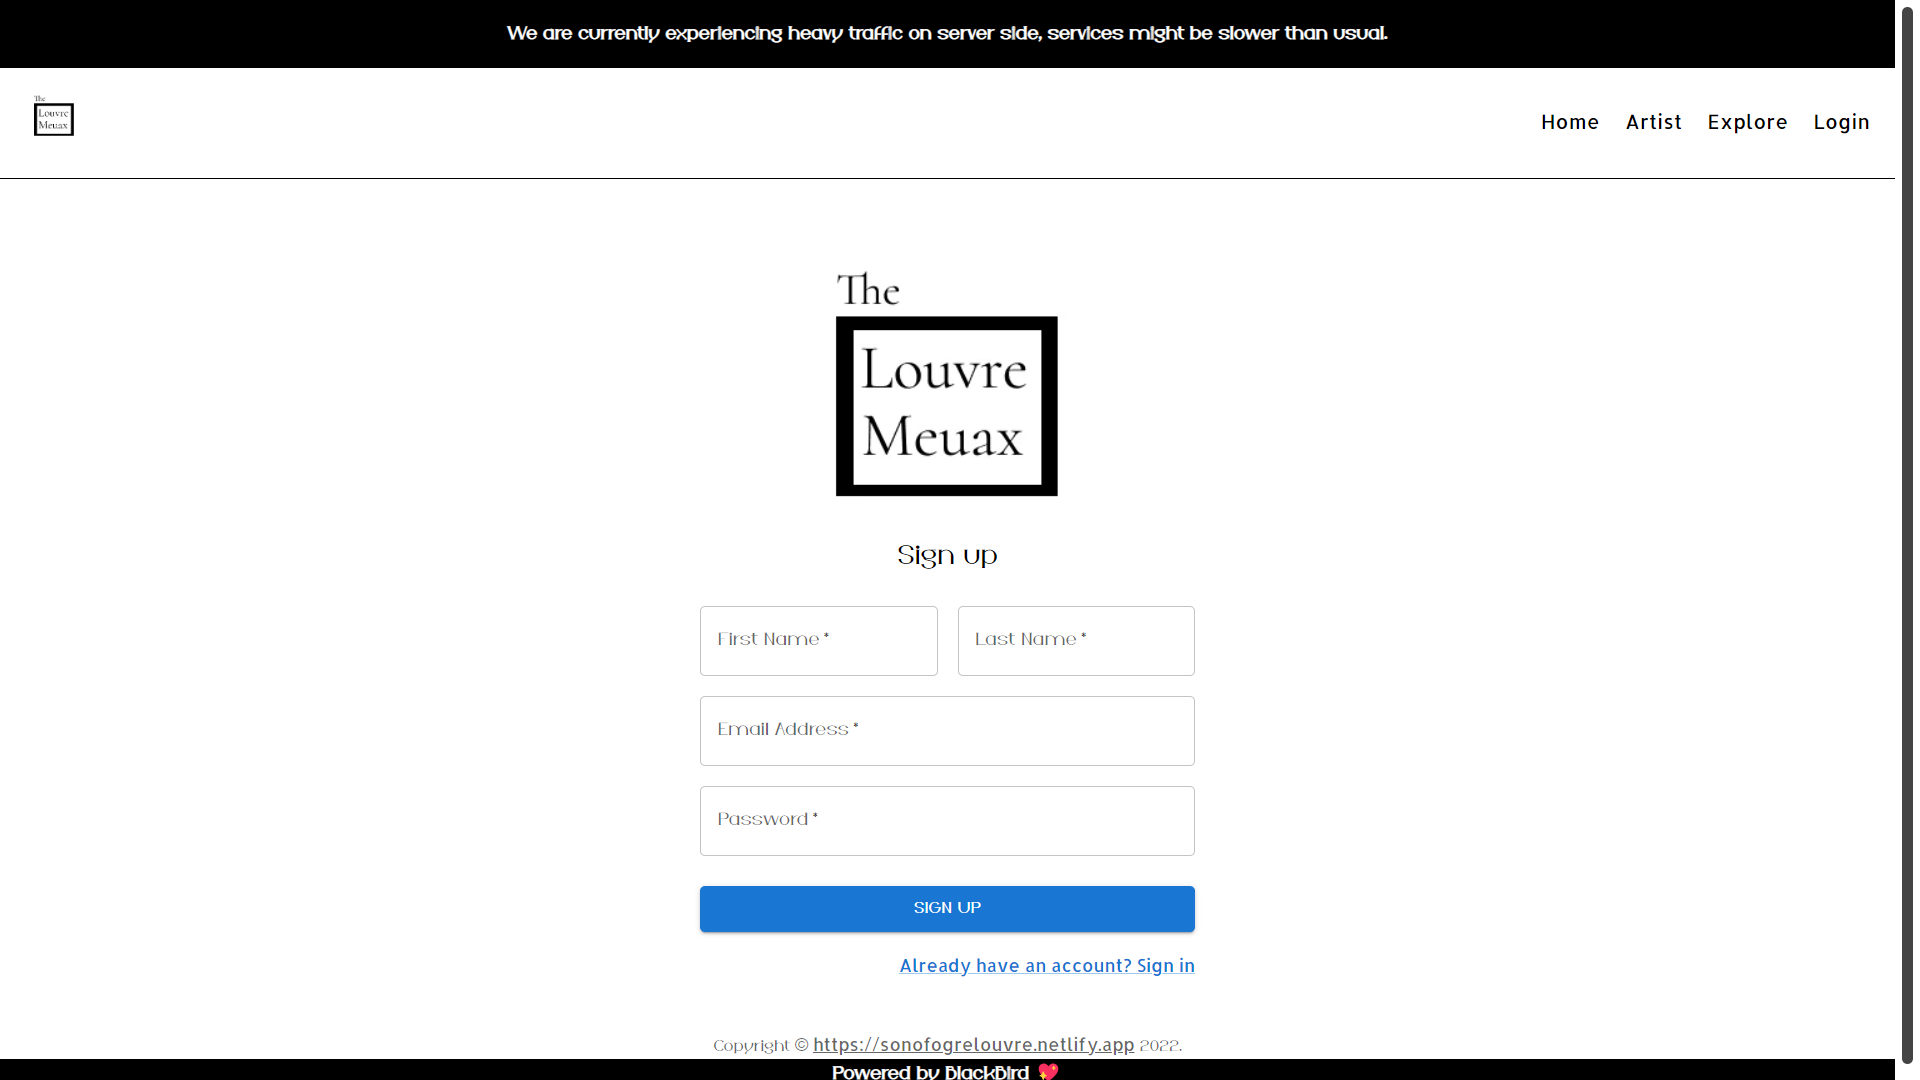 We are currently experiencing heavy traffic on server side, services might be slower than usual.
The
Louvre
Meuax
Home Artist Explore Login
The
Louvre
Meuax
Sign up
First Name *
Last Name *
Email Address *
Password *
SIGN UP
Already have an account? Sign in
Copyright © https://sonofogrelouvre.netlify.app 2022.
Powered by BlackBird 💖